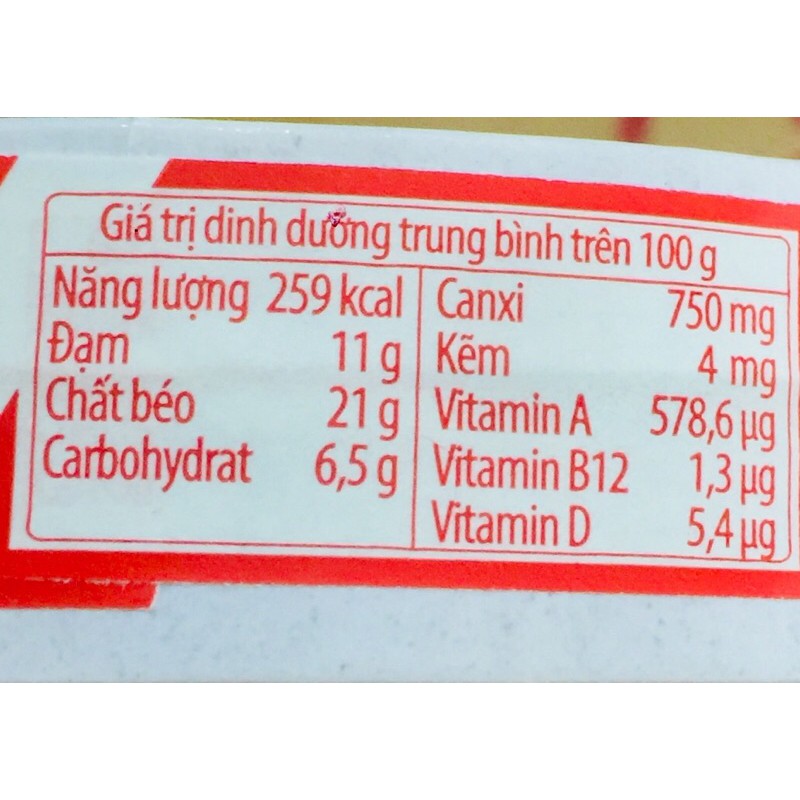 Giá trị dinh dưỡng trung bình trên 100 g
Năng lượng 259 kcal
Đạm 11 g
Chất béo 21 g
Carbohydrat 6,5 g
Canxi 750 mg
Kẽm 4 mg
Vitamin A 578,6 µg
Vitamin B12 1,3 µg
Vitamin D 5,4 µg